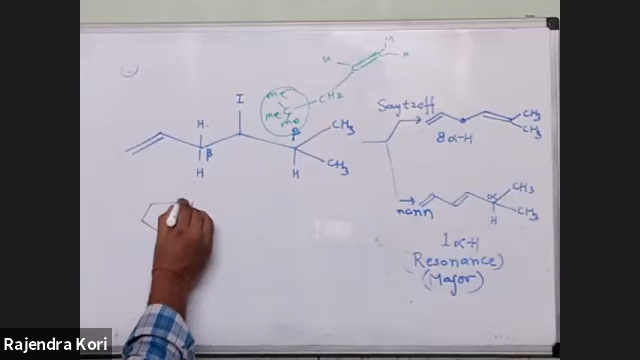 H
H H
I
Me
Me
Me
CH2
H
β
H
β
H
CH3
CH3
Saytzeff
CH3
CH3
8α-H
α
CH3
CH3
H
1α-H
Resonance)
(Major)
Rajendra Kori